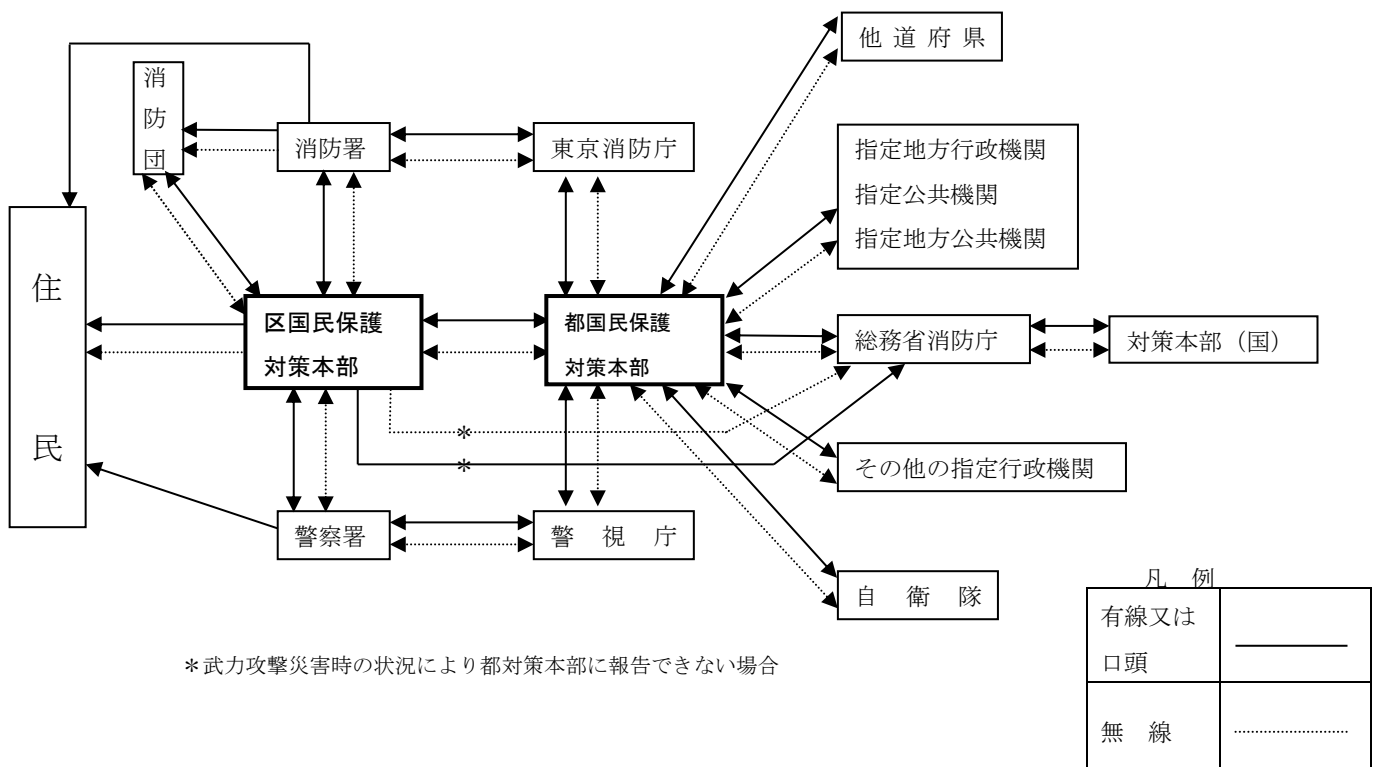 他道府県
消防団
消防署
東京消防庁
指定地方行政機関
指定公共機関
指定地方公共機関
住民
区国民保護
対策本部
都国民保護
対策本部
総務省消防庁
対策本部（国）
＊
＊
その他の指定行政機関
警察署
警視庁
自衛隊
凡例
有線又は
口頭
無線
＊武力攻撃災害時の状況により都対策本部に報告できない場合